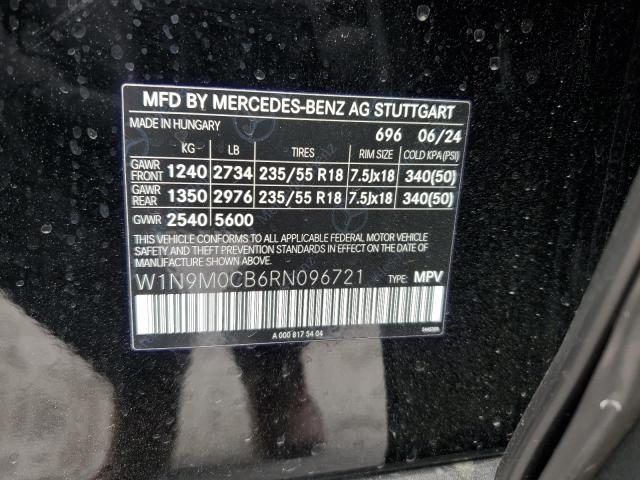 MFD BY MERCEDES-BENZ AG STUTTGART
MADE IN HUNGARY 696 06/24
KG LB TIRES RIM SIZE COLD KPA(PSI)
GAWR FRONT 1240 2734 235/55 R18 7.5Jx18 340(50)
GAWR REAR 1350 2976 235/55 R18 7.5Jx18 340(50)
GVWR 2540 5600
THIS VEHICLE CONFORMS TO ALL APPLICABLE FEDERAL MOTOR VEHICLE
SAFETY AND THEFT PREVENTION STANDARDS IN EFFECT ON THE DATE
OF MANUFACTURE SHOWN ABOVE.
W1N9M0CB6RN096721 TYPE: MPV
A 000 817 54 04